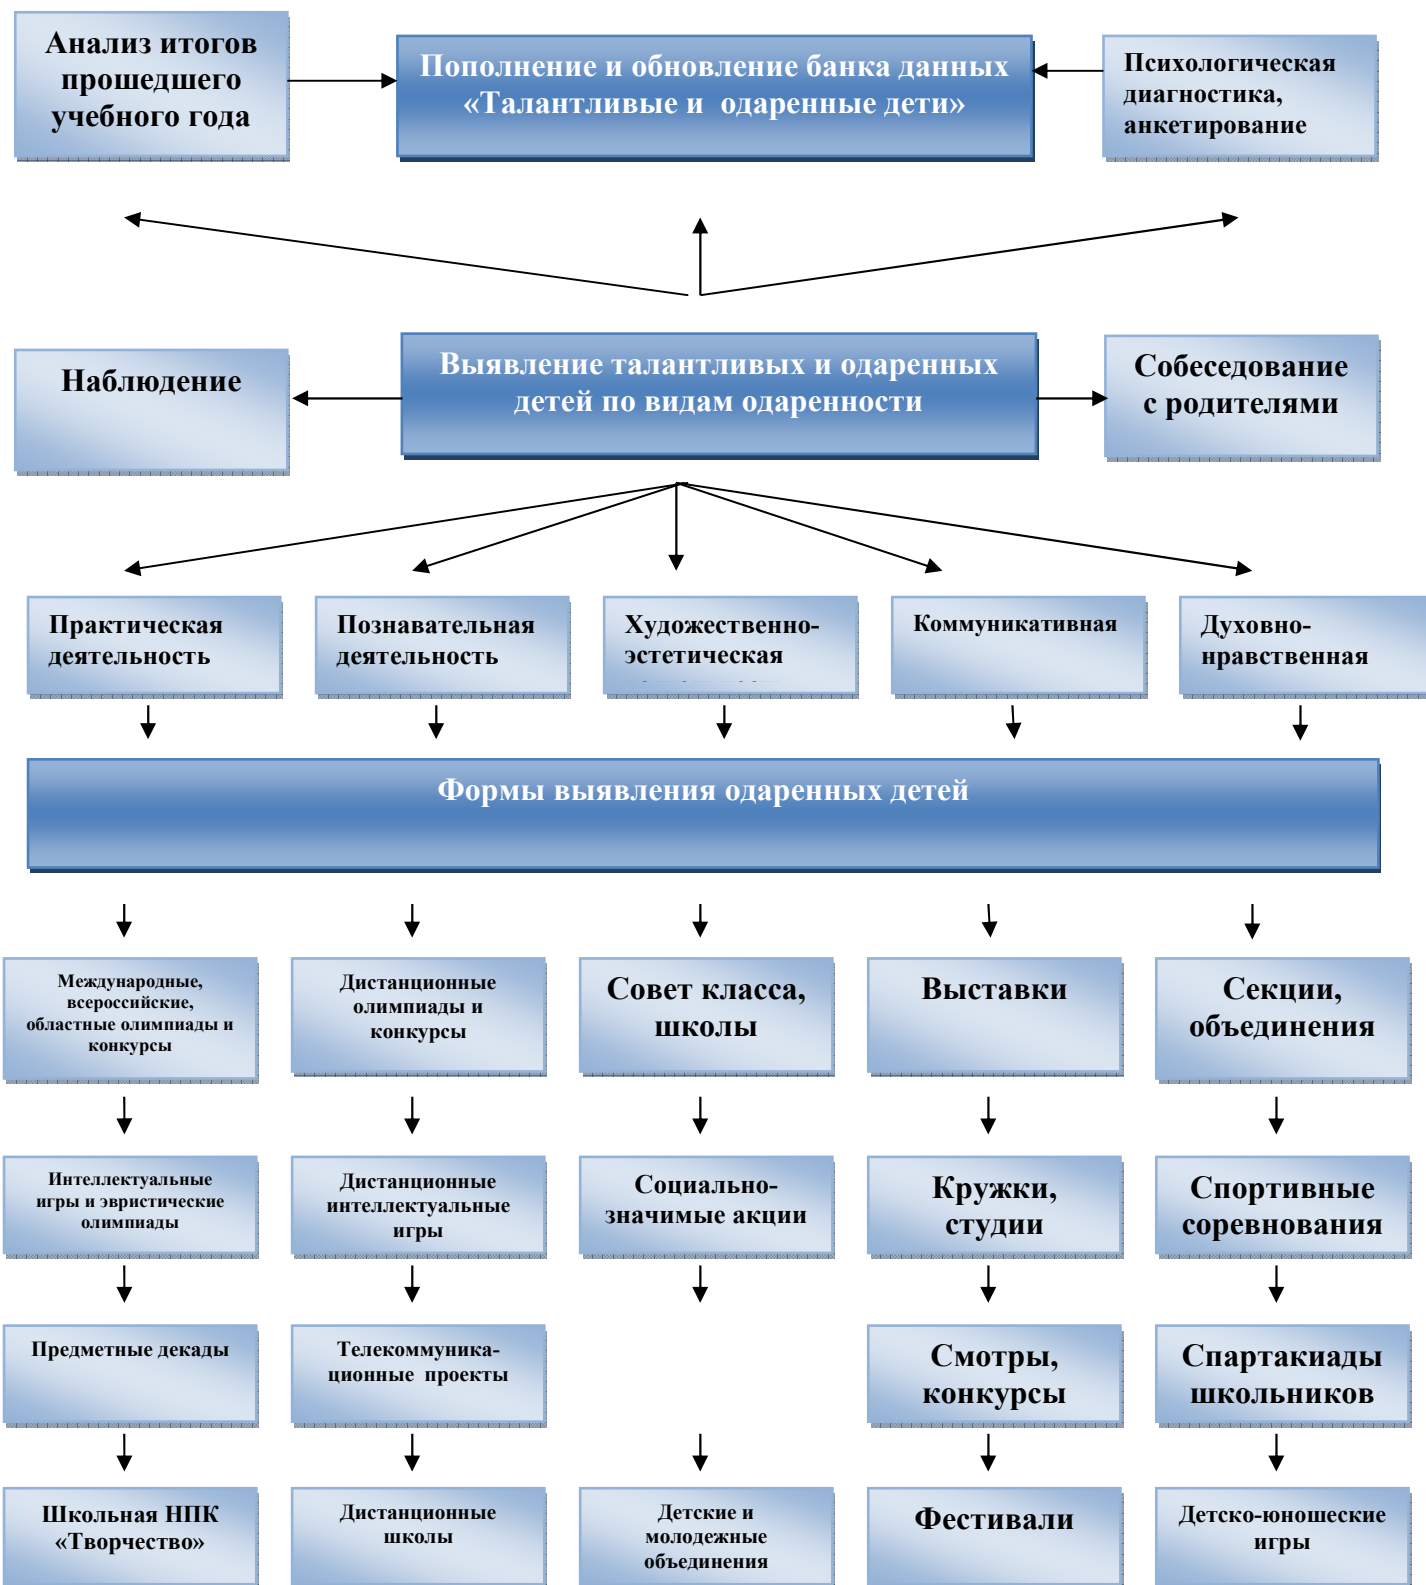 Анализ итогов
прошедшего
учебного года
Пополнение и обновление банка данных
«Талантливые и одаренные дети»
Психологическая
диагностика,
анкетирование
Наблюдение
Выявление талантливых и одаренных
детей по видам одаренности
Собеседование
с родителями
Практическая
деятельность
Познавательная
деятельность
Художественно-
эстетическая
Коммуникативная
Духовно-
нравственная
Формы выявления одаренных детей
Международные,
всероссийские,
областные олимпиады и
конкурсы
Дистанционные
олимпиады и
конкурсы
Совет класса,
школы
Выставки
Секции,
объединения
Интеллектуальные
игры и эвристические
олимпиады
Дистанционные
интеллектуальные
игры
Социально-
значимые акции
Кружки,
студии
Спортивные
соревнования
Предметные декады
Телекоммуника-
ционные проекты
Смотры,
конкурсы
Спартакиады
школьников
Школьная НПК
«Творчество»
Дистанционные
школы
Детские и
молодежные
объединения
Фестивали
Детско-юношеские
игры